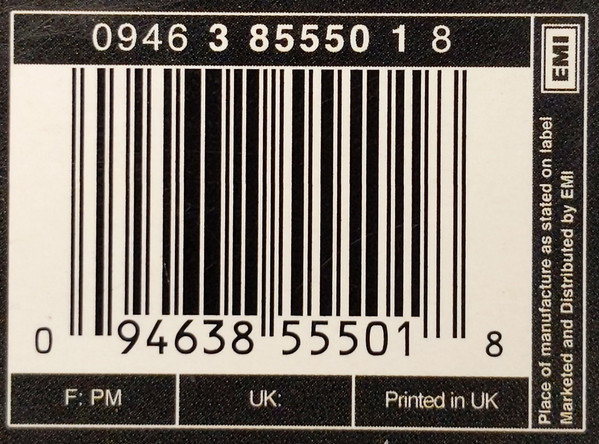 0946 3 85550 1 8
EMI
0 94638 55501 8
F: PM
UK:
Printed in UK
Place of manufacture as stated on label
Marketed and Distributed by EMI